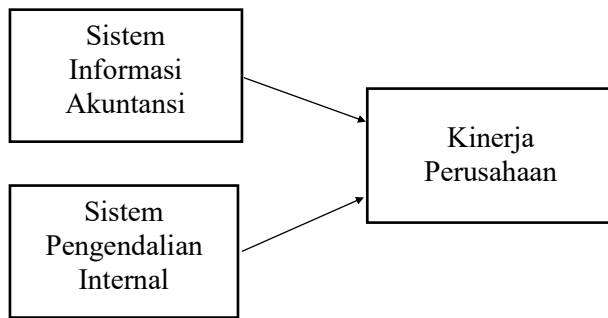 Sistem
Informasi
Akuntansi
Kinerja
Perusahaan
Sistem
Pengendalian
Internal